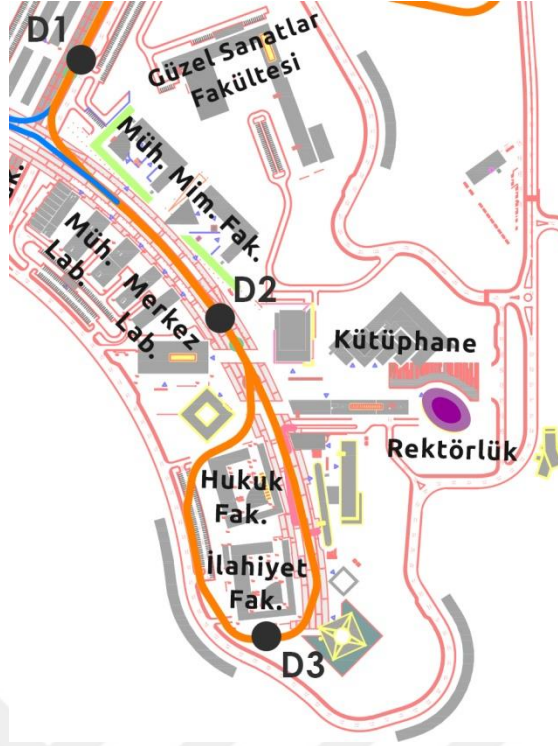 D1
Güzel Sanatlar
Fakültesi
Müh. Mim. Fak.
Müh.
Lab.
Merkez
Lab.
D2
Kütüphane
Rektörlük
Hukuk
Fak.
İlahiyet
Fak.
D3